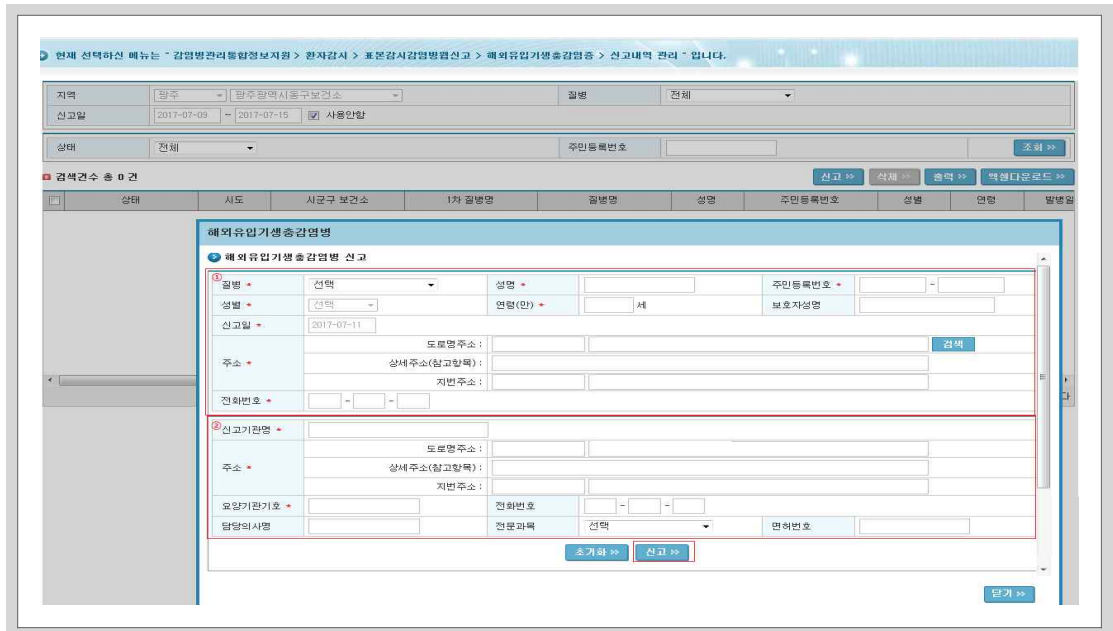 현재 선택하신 메뉴는 " 감염병관리통합정보지원 > 환자감시 > 표본감시감염병웹신고 > 해외유입기생충감염증 > 신고내역 관리 " 입니다.
지역 광주 광주광역시동구보건소 질병 전체
신고일 2017-07-09 ~ 2017-07-15 사용안함
상태 전체 주민등록번호 조회
검색건수 총 0 건 신고 삭제 출력 엑셀다운로드
상태 시도 시군구 보건소 1차 질병명 질병명 성명 주민등록번호 성별 연령 발병일
해외유입기생충감염병
해외유입기생충감염병 신고
① 질병 * 선택 성명 * 주민등록번호 * -
성별 * 선택 연령(만) * 세 보호자성명
신고일 * 2017-07-11
도로명주소 : 검색
주소 * 상세주소(참고항목) :
지번주소 :
전화번호 * - -
다
② 신고기관명 *
도로명주소 :
주소 * 상세주소(참고항목) :
지번주소 :
요양기관기호 * 전화번호 - -
담당의사명 전문과목 선택 면허번호
초기화 신고
닫기